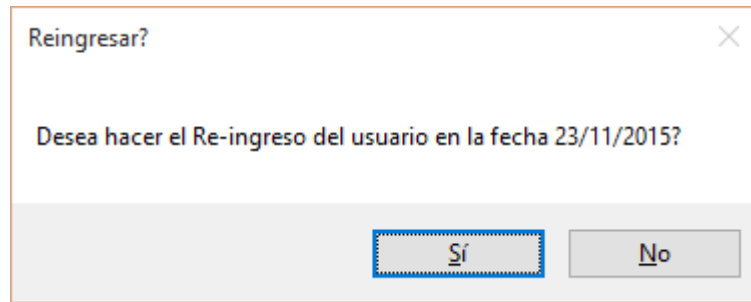 Reingresar?
Desea hacer el Re-ingreso del usuario en la fecha 23/11/2015?
Sí No